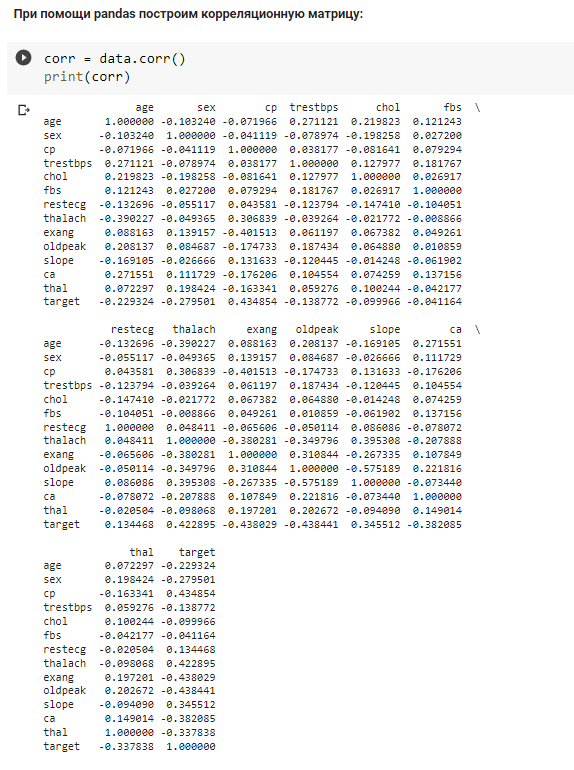 При помощи pandas построим корреляционную матрицу:
corr = data.corr()
print(corr)
age sex cp trestbps chol fbs \
age 1.000000 -0.103240 -0.071966 0.271121 0.219823 0.121243
sex -0.103240 1.000000 -0.041119 -0.078974 -0.198258 0.027200
cp -0.071966 -0.041119 1.000000 0.038177 -0.081641 0.079294
trestbps 0.271121 -0.078974 0.038177 1.000000 0.127977 0.181767
chol 0.219823 -0.198258 -0.081641 0.127977 1.000000 0.026917
fbs 0.121243 0.027200 0.079294 0.181767 0.026917 1.000000
restecg -0.132696 -0.055117 0.043581 -0.123794 -0.147410 -0.104051
thalach -0.390227 -0.049365 0.306839 -0.039264 -0.021772 -0.008866
exang 0.088163 0.139157 -0.401513 0.061197 0.067382 0.049261
oldpeak 0.208137 0.084687 -0.174733 0.187434 0.064880 0.010859
slope -0.169105 -0.026666 0.131633 -0.120445 -0.014248 -0.061902
ca 0.271551 0.111729 -0.176206 0.104554 0.074259 0.137156
thal 0.072297 0.198424 -0.163341 0.059276 0.100244 -0.042177
target -0.229324 -0.279501 0.434854 -0.138772 -0.099966 -0.041164
restecg thalach exang oldpeak slope ca \
age -0.132696 -0.390227 0.088163 0.208137 -0.169105 0.271551
sex -0.055117 -0.049365 0.139157 0.084687 -0.026666 0.111729
cp 0.043581 0.306839 -0.401513 -0.174733 0.131633 -0.176206
trestbps -0.123794 -0.039264 0.061197 0.187434 -0.120445 0.104554
chol -0.147410 -0.021772 0.067382 0.064880 -0.014248 0.074259
fbs -0.104051 -0.008866 0.049261 0.010859 -0.061902 0.137156
restecg 1.000000 0.048411 -0.065606 -0.050114 0.086086 -0.078072
thalach 0.048411 1.000000 -0.380281 -0.349796 0.395308 -0.207888
exang -0.065606 -0.380281 1.000000 0.310844 -0.267335 0.107849
oldpeak -0.050114 -0.349796 0.310844 1.000000 -0.575189 0.221816
slope 0.086086 0.395308 -0.267335 -0.575189 1.000000 -0.073440
ca -0.078072 -0.207888 0.107849 0.221816 -0.073440 1.000000
thal -0.020504 -0.098068 0.197201 0.202672 -0.094090 0.149014
target 0.134468 0.422895 -0.438029 -0.438441 0.345512 -0.382085
thal target
age 0.072297 -0.229324
sex 0.198424 -0.279501
cp -0.163341 0.434854
trestbps 0.059276 -0.138772
chol 0.100244 -0.099966
fbs -0.042177 -0.041164
restecg -0.020504 0.134468
thalach -0.098068 0.422895
exang 0.197201 -0.438029
oldpeak 0.202672 -0.438441
slope -0.094090 0.345512
ca 0.149014 -0.382085
thal 1.000000 -0.337838
target -0.337838 1.000000